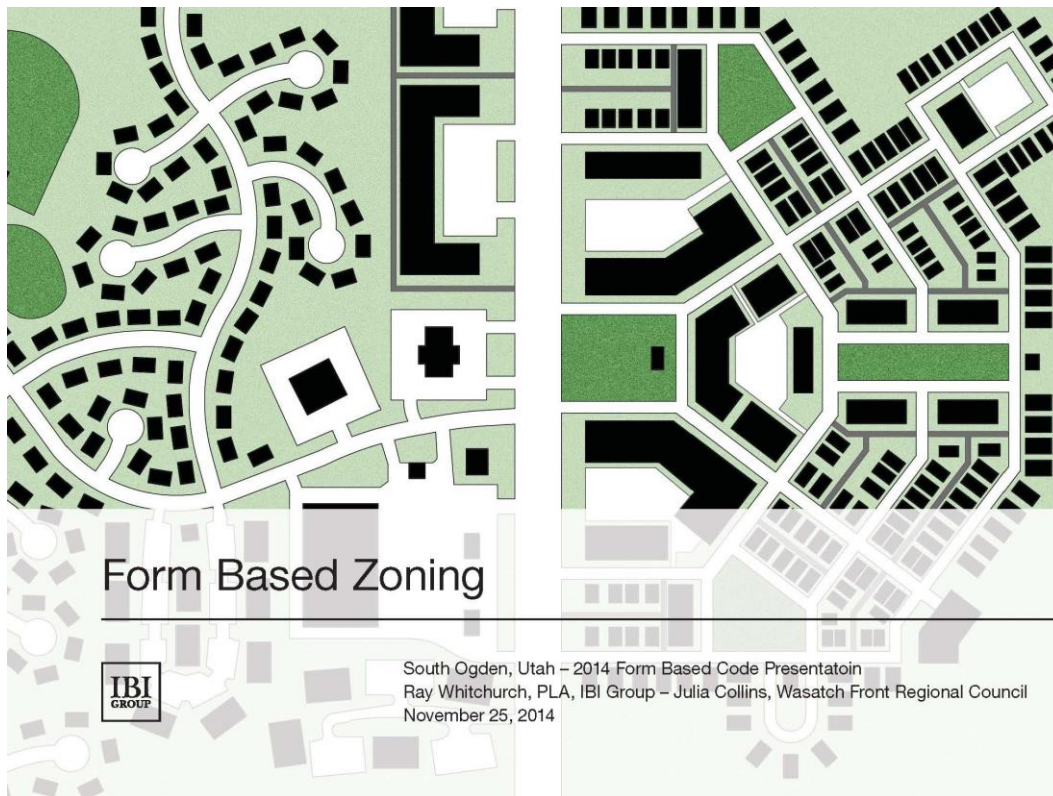 Form Based Zoning
IBI
GROUP
South Ogden, Utah – 2014 Form Based Code Presentatoin
Ray Whitchurch, PLA, IBI Group – Julia Collins, Wasatch Front Regional Council
November 25, 2014